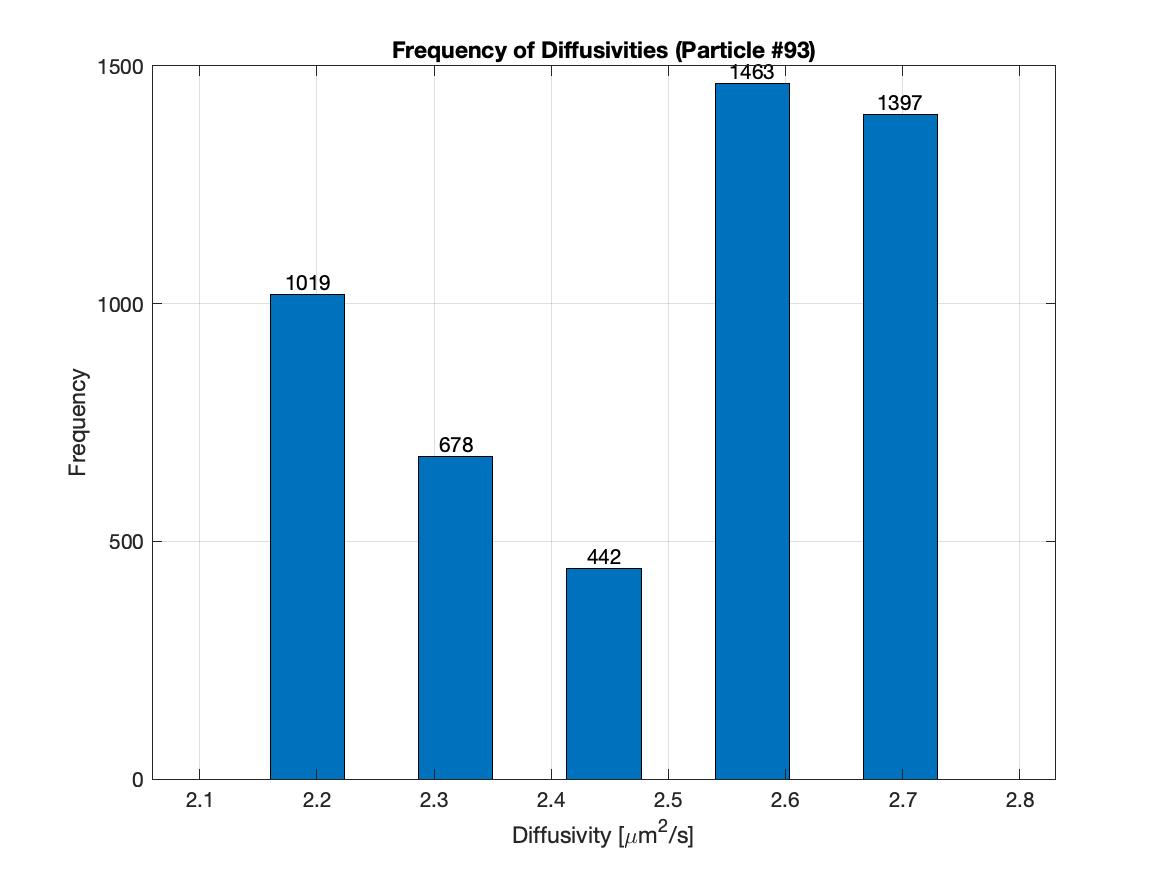 Frequency of Diffusivities (Particle #93)
1500
1463
1397
1019
1000
678
500
442
0
Frequency
2.1 2.2 2.3 2.4 2.5 2.6 2.7 2.8
Diffusivity [μm²/s]